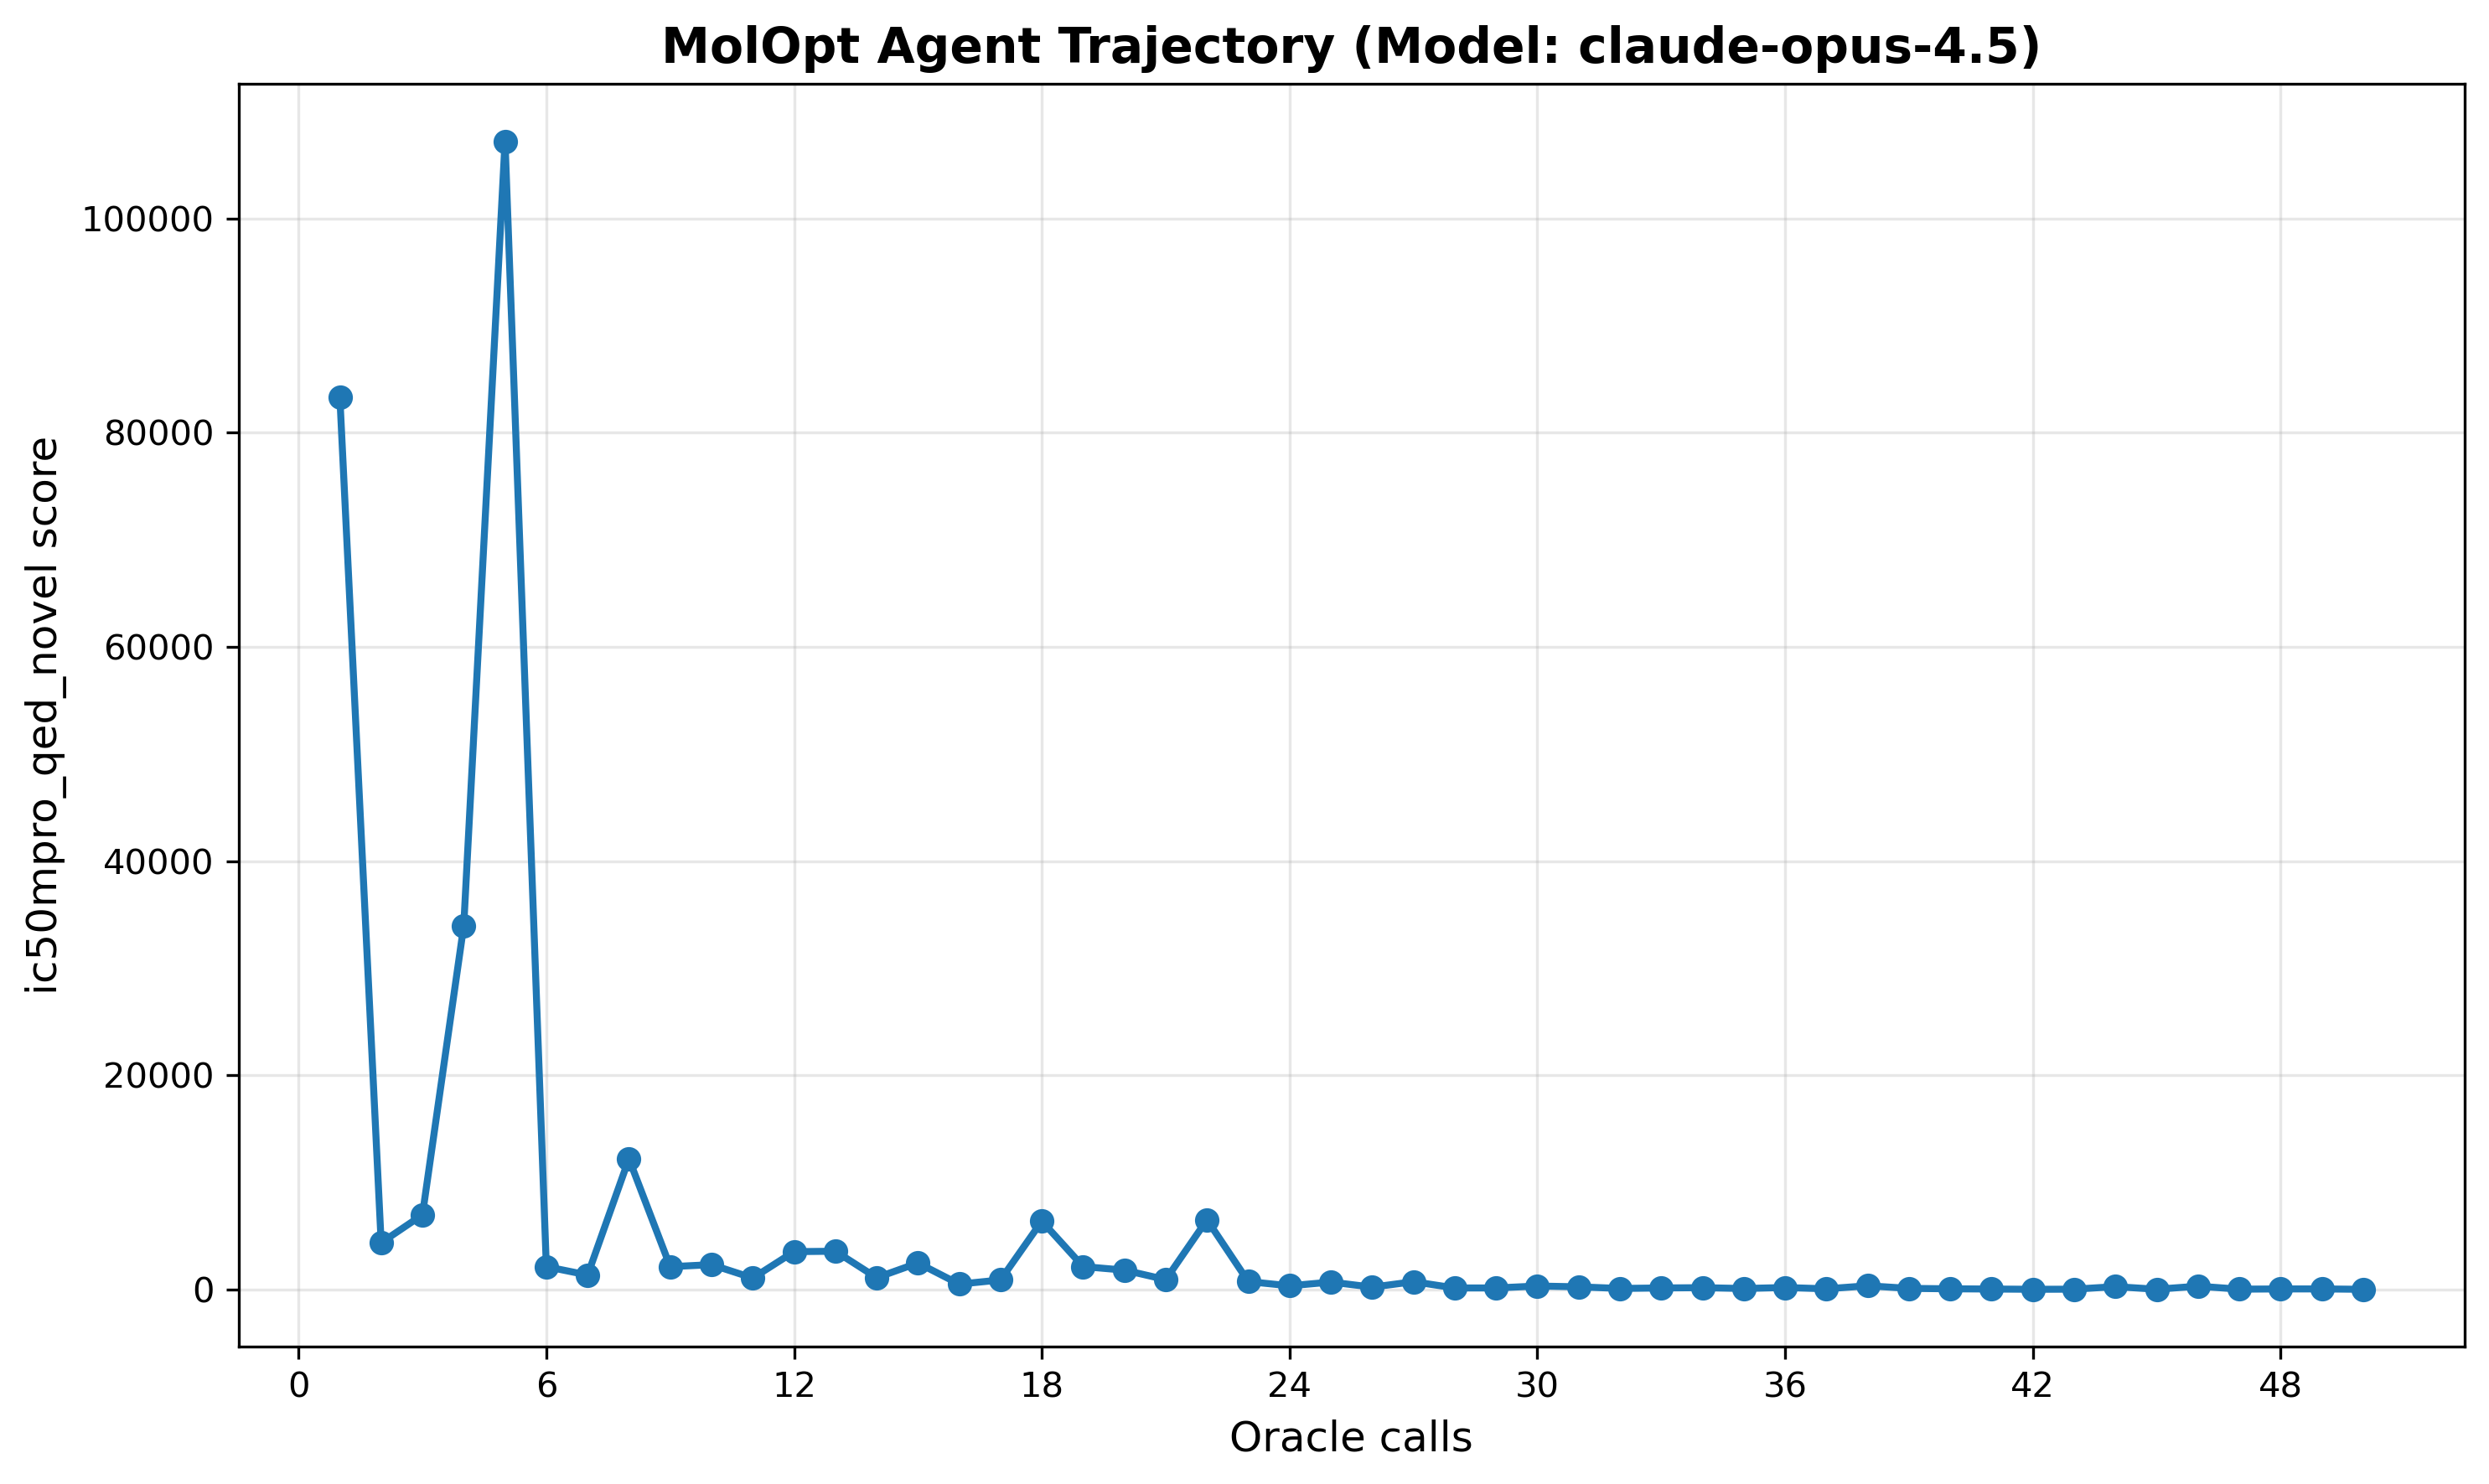 MolOpt Agent Trajectory (Model: claude-opus-4.5)
ic50mpro_qed_novel score
100000
80000
60000
40000
20000
0
0 6 12 18 24 30 36 42 48
Oracle calls